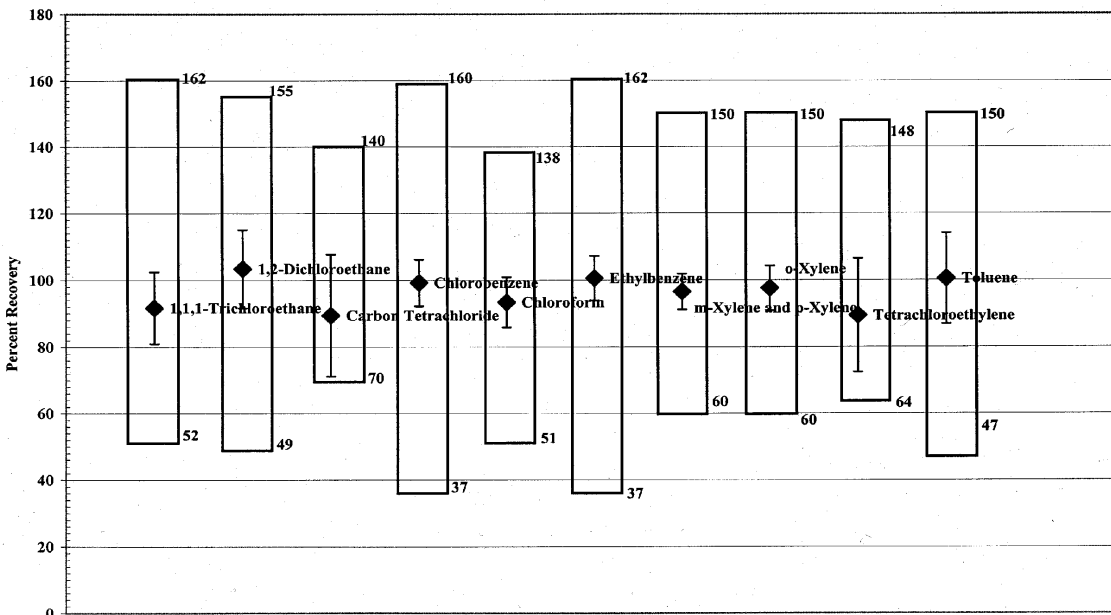 180
160
140
120
100
80
60
40
20
0
Percent Recovery
162
155
140
160
138
162
150
150
148
150
1,1,1-Trichloroethane
1,2-Dichloroethane
Carbon Tetrachloride
Chlorobenzene
Chloroform
Ethylbenzene
m-Xylene and p-Xylene
o-Xylene
Tetrachloroethylene
Toluene
52
49
70
37
51
37
60
60
64
47